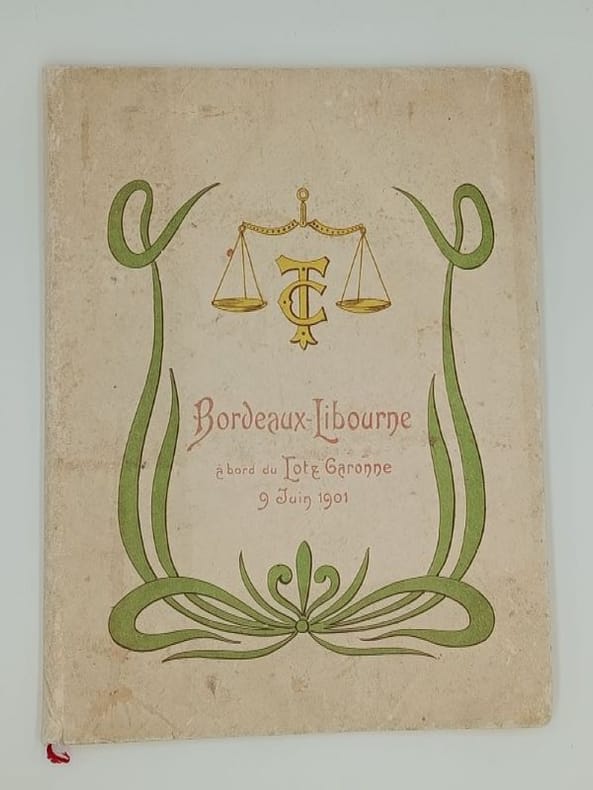 TC
Bordeaux-Libourne
à bord du Lot & Garonne
9 Juin 1901